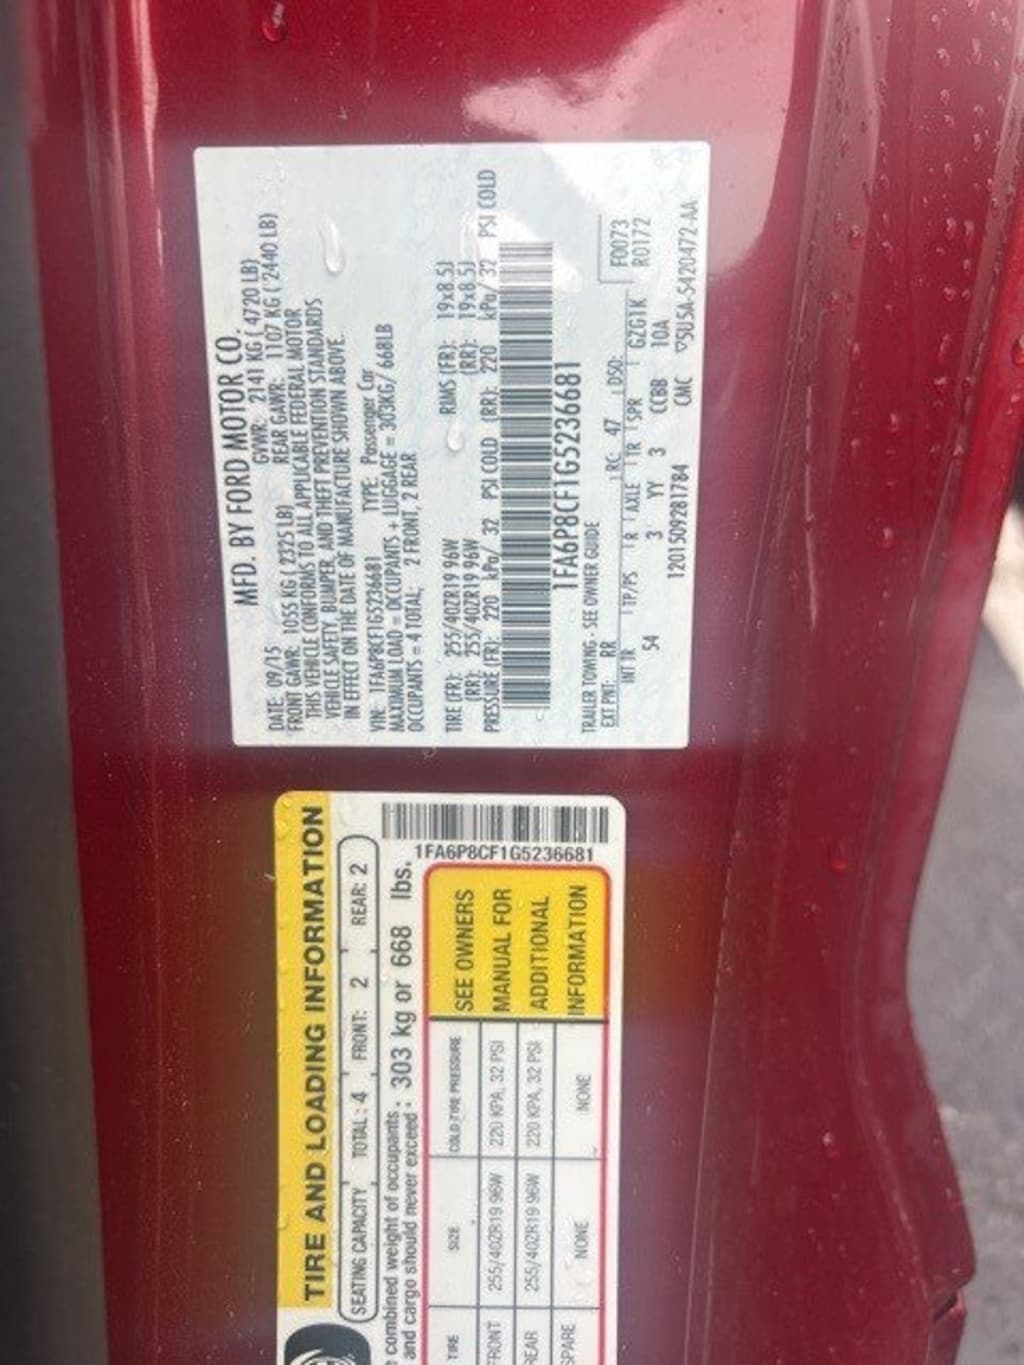 MFD. BY FORD MOTOR CO.
DATE: 09/15 GVWR: 2141 KG ( 4720 LB)
FRONT GAWR: 1055 KG ( 2325 LB) REAR GAWR: 1107 KG ( 2440 LB)
THIS VEHICLE CONFORMS TO ALL APPLICABLE FEDERAL MOTOR
VEHICLE SAFETY, BUMPER, AND THEFT PREVENTION STANDARDS
IN EFFECT ON THE DATE OF MANUFACTURE SHOWN ABOVE.
VIN: 1FA6P8CF1G5236681 TYPE: Passenger Car
MAXIMUM LOAD = OCCUPANTS + LUGGAGE = 303KG/ 668LB
OCCUPANTS = 4 TOTAL; 2 FRONT, 2 REAR
TIRE (FR): 255/40ZR19 96W RIMS (FR): 19x8.5J
(RR): 255/40ZR19 96W (RR): 19x8.5J
PRESSURE (FR): 220 kPa/ 32 PSI COLD (RR): 220 kPa/ 32 PSI COLD
1FA6P8CF1G5236681
TRAILER TOWING - SEE OWNER GUIDE
EXT PNT: RR RC: 47 DSO: F0073
INT TR TP/PS R AXLE TR SPR GZG1K R0172
54 3 YY 3 CCBB 10A
1201509281784 CMC 5U5A-5420472-AA
TIRE AND LOADING INFORMATION
SEATING CAPACITY TOTAL: 4 FRONT: 2 REAR: 2
combined weight of occupants
and cargo should never exceed: 303 kg or 668 lbs.
1FA6P8CF1G5236681
TIRE SIZE COLD TIRE PRESSURE
FRONT 255/40ZR19 96W 220 KPA, 32 PSI
REAR 255/40ZR19 96W 220 KPA, 32 PSI
SPARE NONE NONE
SEE OWNERS
MANUAL FOR
ADDITIONAL
INFORMATION